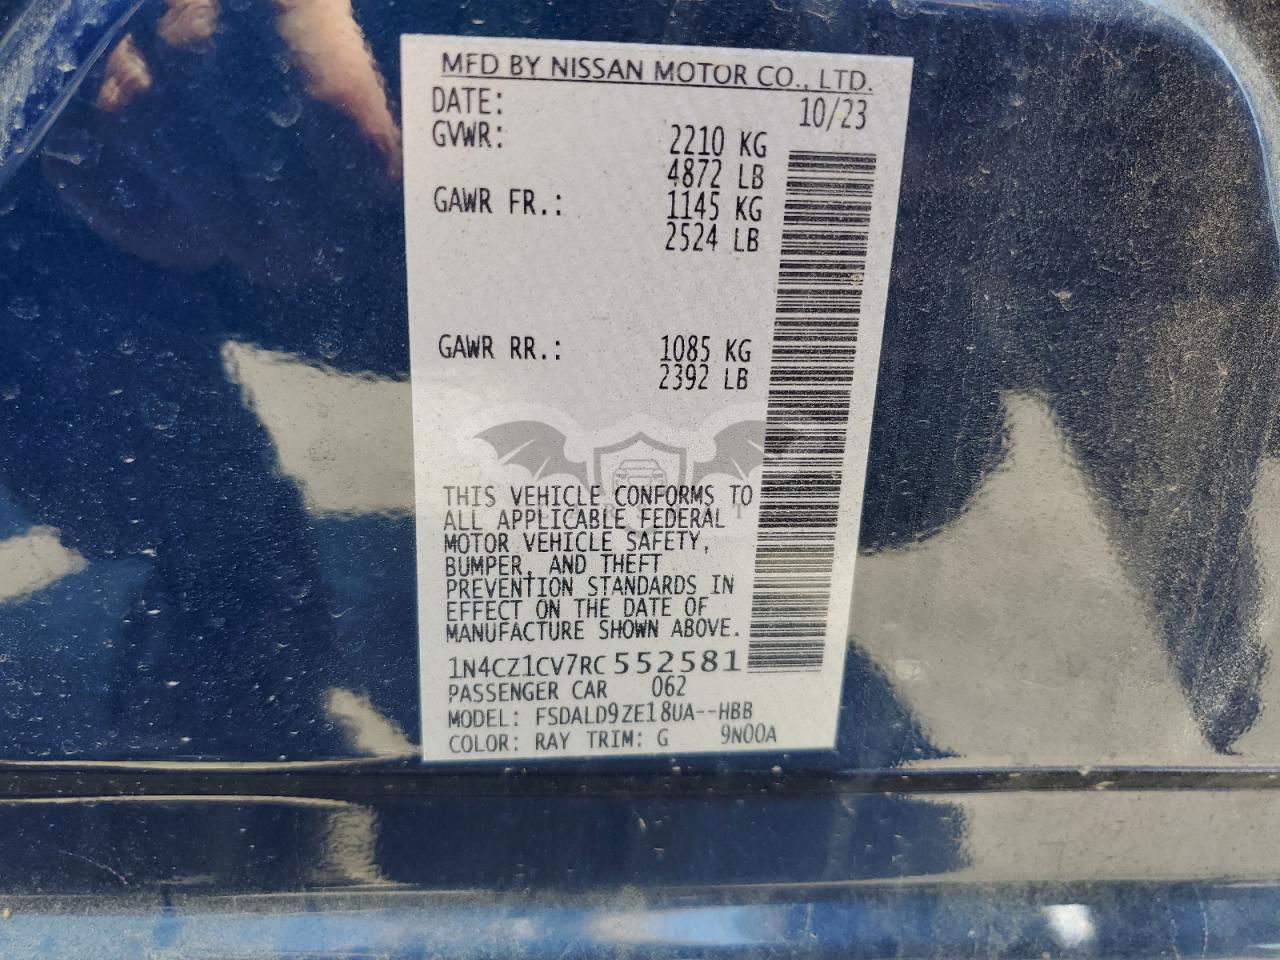 MFD BY NISSAN MOTOR CO., LTD.
DATE: 10/23
GVWR: 2210 KG
4872 LB
GAWR FR.: 1145 KG
2524 LB
GAWR RR.: 1085 KG
2392 LB
THIS VEHICLE CONFORMS TO
ALL APPLICABLE FEDERAL
MOTOR VEHICLE SAFETY,
BUMPER, AND THEFT
PREVENTION STANDARDS IN
EFFECT ON THE DATE OF
MANUFACTURE SHOWN ABOVE.
1N4CZ1CV7RC552581
PASSENGER CAR 062
MODEL: FSDALD9ZE18UA--HBB
COLOR: RAY TRIM: G 9N00A